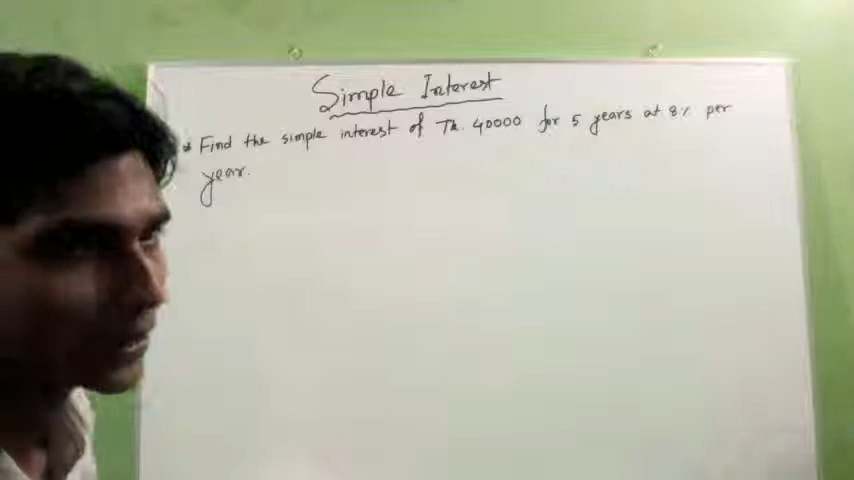 Simple Interest
* Find the simple interest of Tk. 40000 for 5 years at 8% per
year.